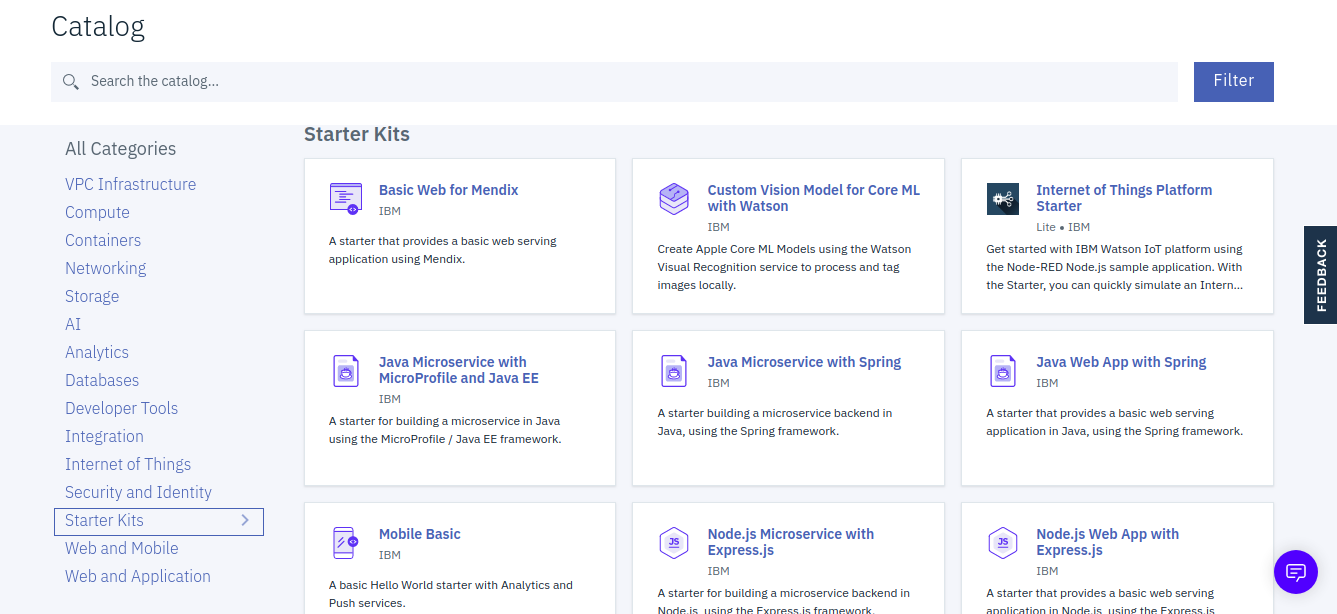 Catalog
Search the catalog...
Filter
All Categories
VPC Infrastructure
Compute
Containers
Networking
Storage
AI
Analytics
Databases
Developer Tools
Integration
Internet of Things
Security and Identity
Starter Kits
Web and Mobile
Web and Application
Starter Kits
Basic Web for Mendix
IBM
A starter that provides a basic web serving
application using Mendix.
Custom Vision Model for Core ML
with Watson
IBM
Create Apple Core ML Models using the Watson
Visual Recognition service to process and tag
images locally.
Internet of Things Platform
Starter
Lite • IBM
Get started with IBM Watson IoT platform using
the Node-RED Node.js sample application. With
the Starter, you can quickly simulate an Intern...
Java Microservice with
MicroProfile and Java EE
IBM
A starter for building a microservice in Java
using the MicroProfile / Java EE framework.
Java Microservice with Spring
IBM
A starter building a microservice backend in
Java, using the Spring framework.
Java Web App with Spring
IBM
A starter that provides a basic web serving
application in Java, using the Spring framework.
Mobile Basic
IBM
A basic Hello World starter with Analytics and
Push services.
JS
Node.js Microservice with
Express.js
IBM
A starter for building a microservice backend in
Node.js, using the Express.js framework.
JS
Node.js Web App with
Express.js
IBM
A starter that provides a basic web serving
application in Node.js, using the Express.js
FEEDBACK